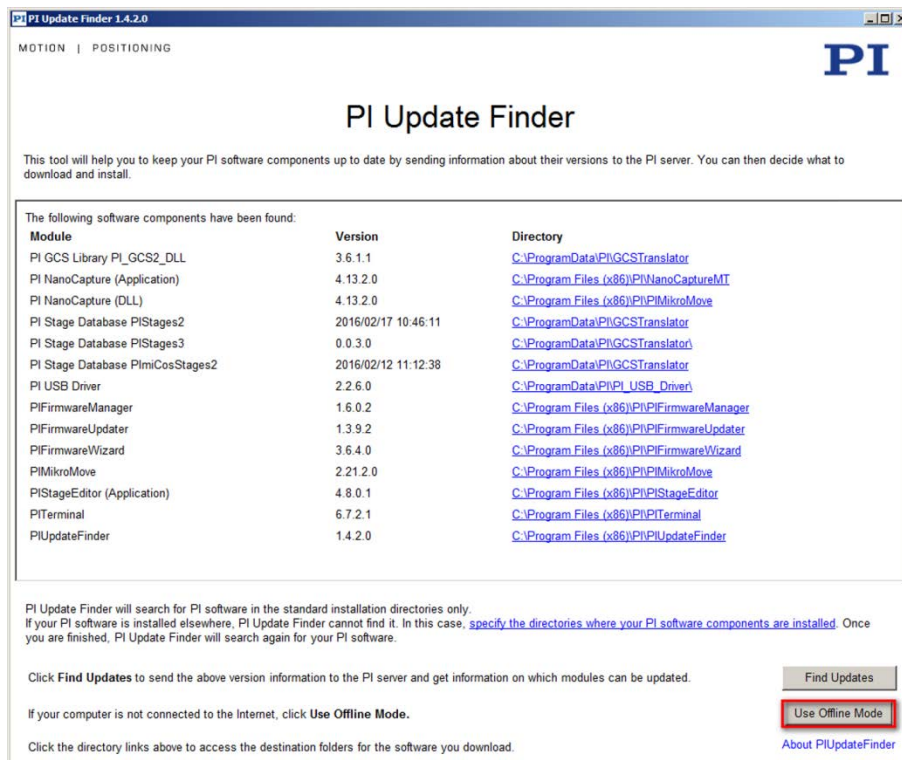 PI PI Update Finder 1.4.2.0
MOTION | POSITIONING
PI
PI Update Finder
This tool will help you to keep your PI software components up to date by sending information about their versions to the PI server. You can then decide what to
download and install.
The following software components have been found:
Module Version Directory
PI GCS Library PI_GCS2_DLL 3.6.1.1 C:\ProgramData\PI\GCSTranslator
PI NanoCapture (Application) 4.13.2.0 C:\Program Files (x86)\PI\NanoCaptureMT
PI NanoCapture (DLL) 4.13.2.0 C:\Program Files (x86)\PI\PIMikroMove
PI Stage Database PIStages2 2016/02/17 10:46:11 C:\ProgramData\PI\GCSTranslator
PI Stage Database PIStages3 0.0.3.0 C:\ProgramData\PI\GCSTranslator\
PI Stage Database PImiCosStages2 2016/02/12 11:12:38 C:\ProgramData\PI\GCSTranslator
PI USB Driver 2.2.6.0 C:\ProgramData\PI\PI_USB_Driver\
PIFirmwareManager 1.6.0.2 C:\Program Files (x86)\PI\PIFirmwareManager
PIFirmwareUpdater 1.3.9.2 C:\Program Files (x86)\PI\PIFirmwareUpdater
PIFirmwareWizard 3.6.4.0 C:\Program Files (x86)\PI\PIFirmwareWizard
PIMikroMove 2.21.2.0 C:\Program Files (x86)\PI\PIMikroMove
PIStageEditor (Application) 4.8.0.1 C:\Program Files (x86)\PI\PIStageEditor
PITerminal 6.7.2.1 C:\Program Files (x86)\PI\PITerminal
PIUpdateFinder 1.4.2.0 C:\Program Files (x86)\PI\PIUpdateFinder
PI Update Finder will search for PI software in the standard installation directories only.
If your PI software is installed elsewhere, PI Update Finder cannot find it. In this case, specify the directories where your PI software components are installed. Once
you are finished, PI Update Finder will search again for your PI software.
Click Find Updates to send the above version information to the PI server and get information on which modules can be updated. Find Updates
If your computer is not connected to the Internet, click Use Offline Mode. Use Offline Mode
Click the directory links above to access the destination folders for the software you download. About PIUpdateFinder